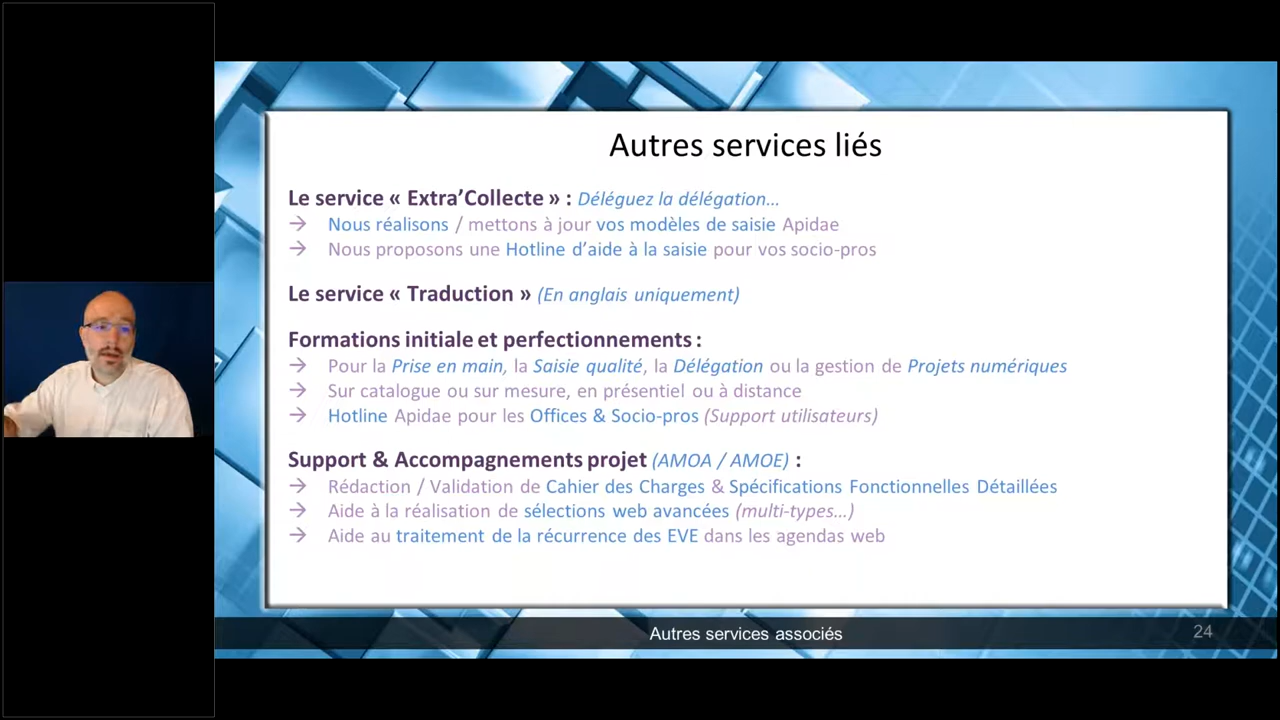 Autres services liés
Le service « Extra’Collecte » : Déléguez la délégation…
→ Nous réalisons / mettons à jour vos modèles de saisie Apidae
→ Nous proposons une Hotline d’aide à la saisie pour vos socio-pros
Le service « Traduction » (En anglais uniquement)
Formations initiale et perfectionnements :
→ Pour la Prise en main, la Saisie qualité, la Délégation ou la gestion de Projets numériques
→ Sur catalogue ou sur mesure, en présentiel ou à distance
→ Hotline Apidae pour les Offices & Socio-pros (Support utilisateurs)
Support & Accompagnements projet (AMOA / AMOE) :
→ Rédaction / Validation de Cahier des Charges & Spécifications Fonctionnelles Détaillées
→ Aide à la réalisation de sélections web avancées (multi-types…)
→ Aide au traitement de la récurrence des EVE dans les agendas web
Autres services associés
24